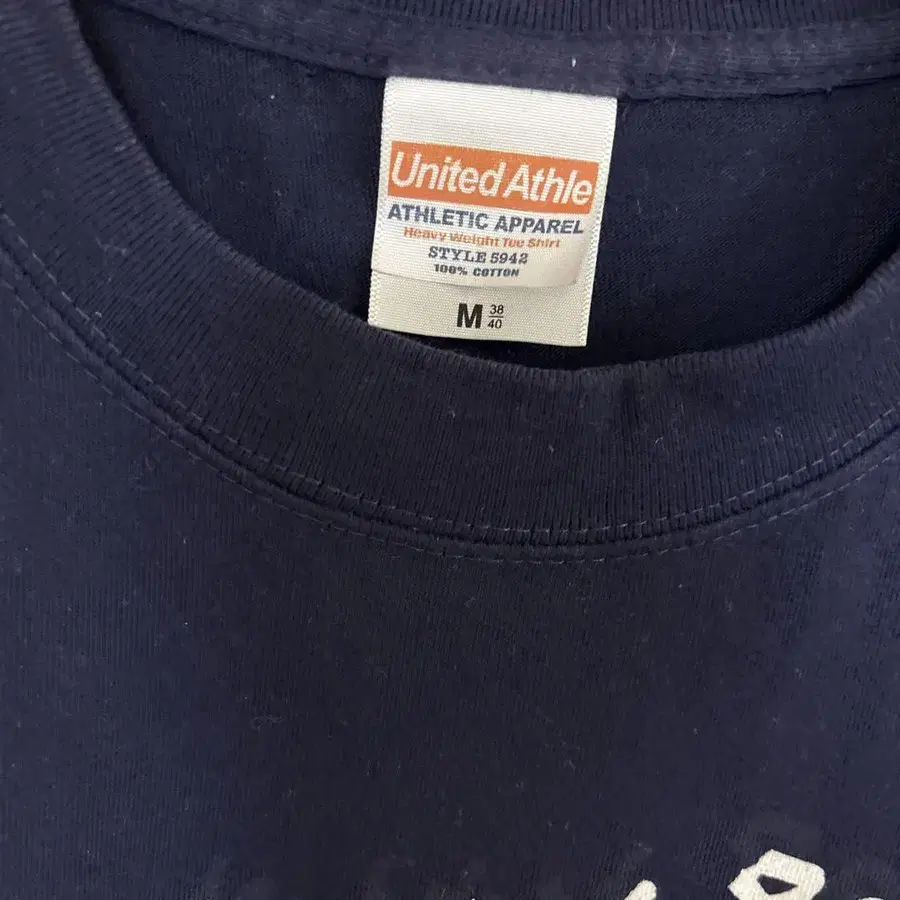 United Athle
ATHLETIC APPAREL
Heavy Weight Tee Shirt
STYLE 5942
100% COTTON
M 38
40